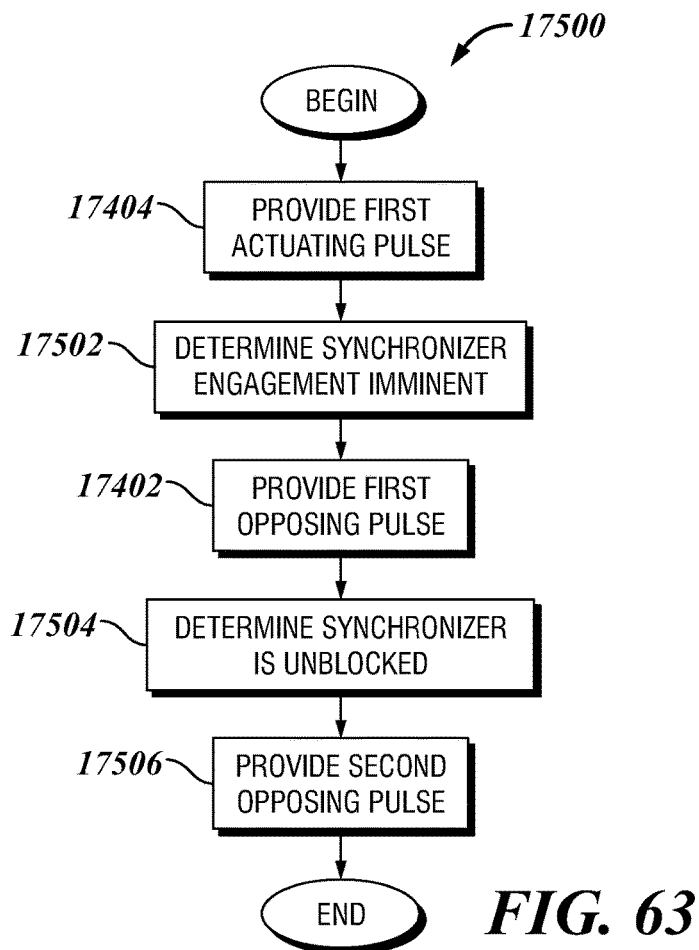 17500
BEGIN
17404
PROVIDE FIRST
ACTUATING PULSE
17502
DETERMINE SYNCHRONIZER
ENGAGEMENT IMMINENT
17402
PROVIDE FIRST
OPPOSING PULSE
17504
DETERMINE SYNCHRONIZER
IS UNBLOCKED
17506
PROVIDE SECOND
OPPOSING PULSE
END
FIG. 63